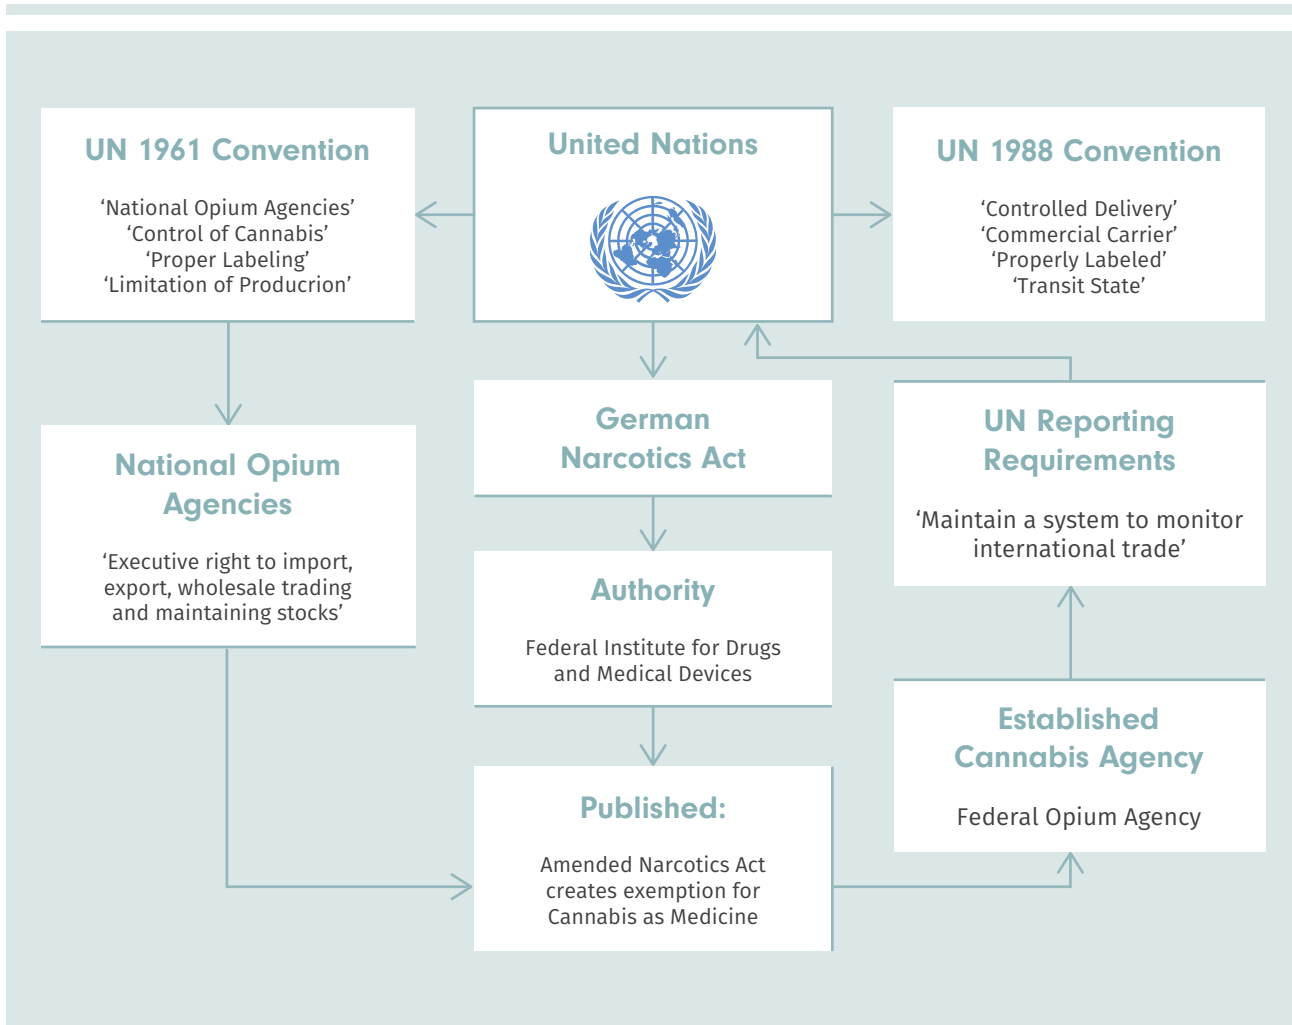 UN 1961 Convention
‘National Opium Agencies’
‘Control of Cannabis’
‘Proper Labeling’
‘Limitation of Producrion’
United Nations
UN 1988 Convention
‘Controlled Delivery’
‘Commercial Carrier’
‘Properly Labeled’
‘Transit State’
National Opium
Agencies
‘Executive right to import,
export, wholesale trading
and maintaining stocks’
German
Narcotics Act
Authority
Federal Institute for Drugs
and Medical Devices
Published:
Amended Narcotics Act
creates exemption for
Cannabis as Medicine
UN Reporting
Requirements
‘Maintain a system to monitor
international trade’
Established
Cannabis Agency
Federal Opium Agency